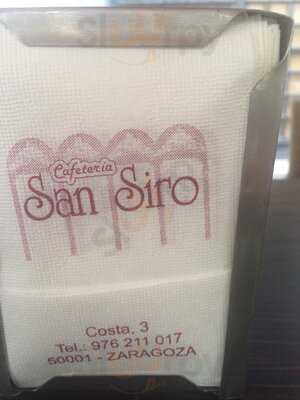 Cafetería
San Siro
Costa, 3
Tel.: 976 211 017
50001 - ZARAGOZA